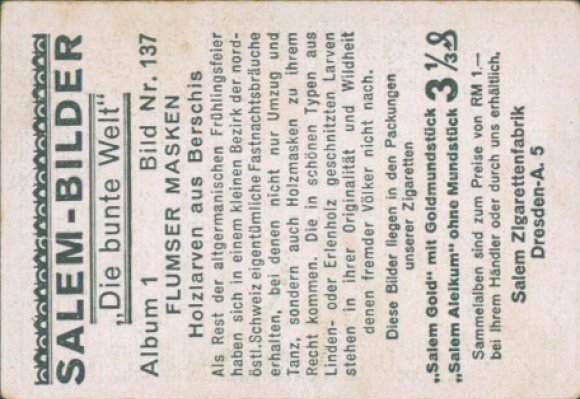 SALEM-BILDER
„Die bunte Welt“
Album 1 Bild Nr. 137
FLUMSER MASKEN
Holzlarven aus Berschis
Als Rest der altgermanischen Frühlingsfeier
haben sich in einem kleinen Bezirk der nord-
östl. Schweiz eigentümliche Fastnachtsbräuche
erhalten, bei denen nicht nur Umzug und
Tanz, sondern auch Holzmasken zu ihrem
Recht kommen. Die in schönen Typen aus
Linden- oder Erlenholz geschnitzten Larven
stehen in ihrer Originalität und Wildheit
denen fremder Völker nicht nach.
Diese Bilder liegen in den Packungen
unserer Zigaretten
„Salem Gold“ mit Goldmundstück
„Salem Aleikum“ ohne Mundstück 3⅓ ₰
Sammelalben sind zum Preise von RM 1.—
bei Ihrem Händler oder durch uns erhältlich.
Salem Zigarettenfabrik
Dresden-A. 5